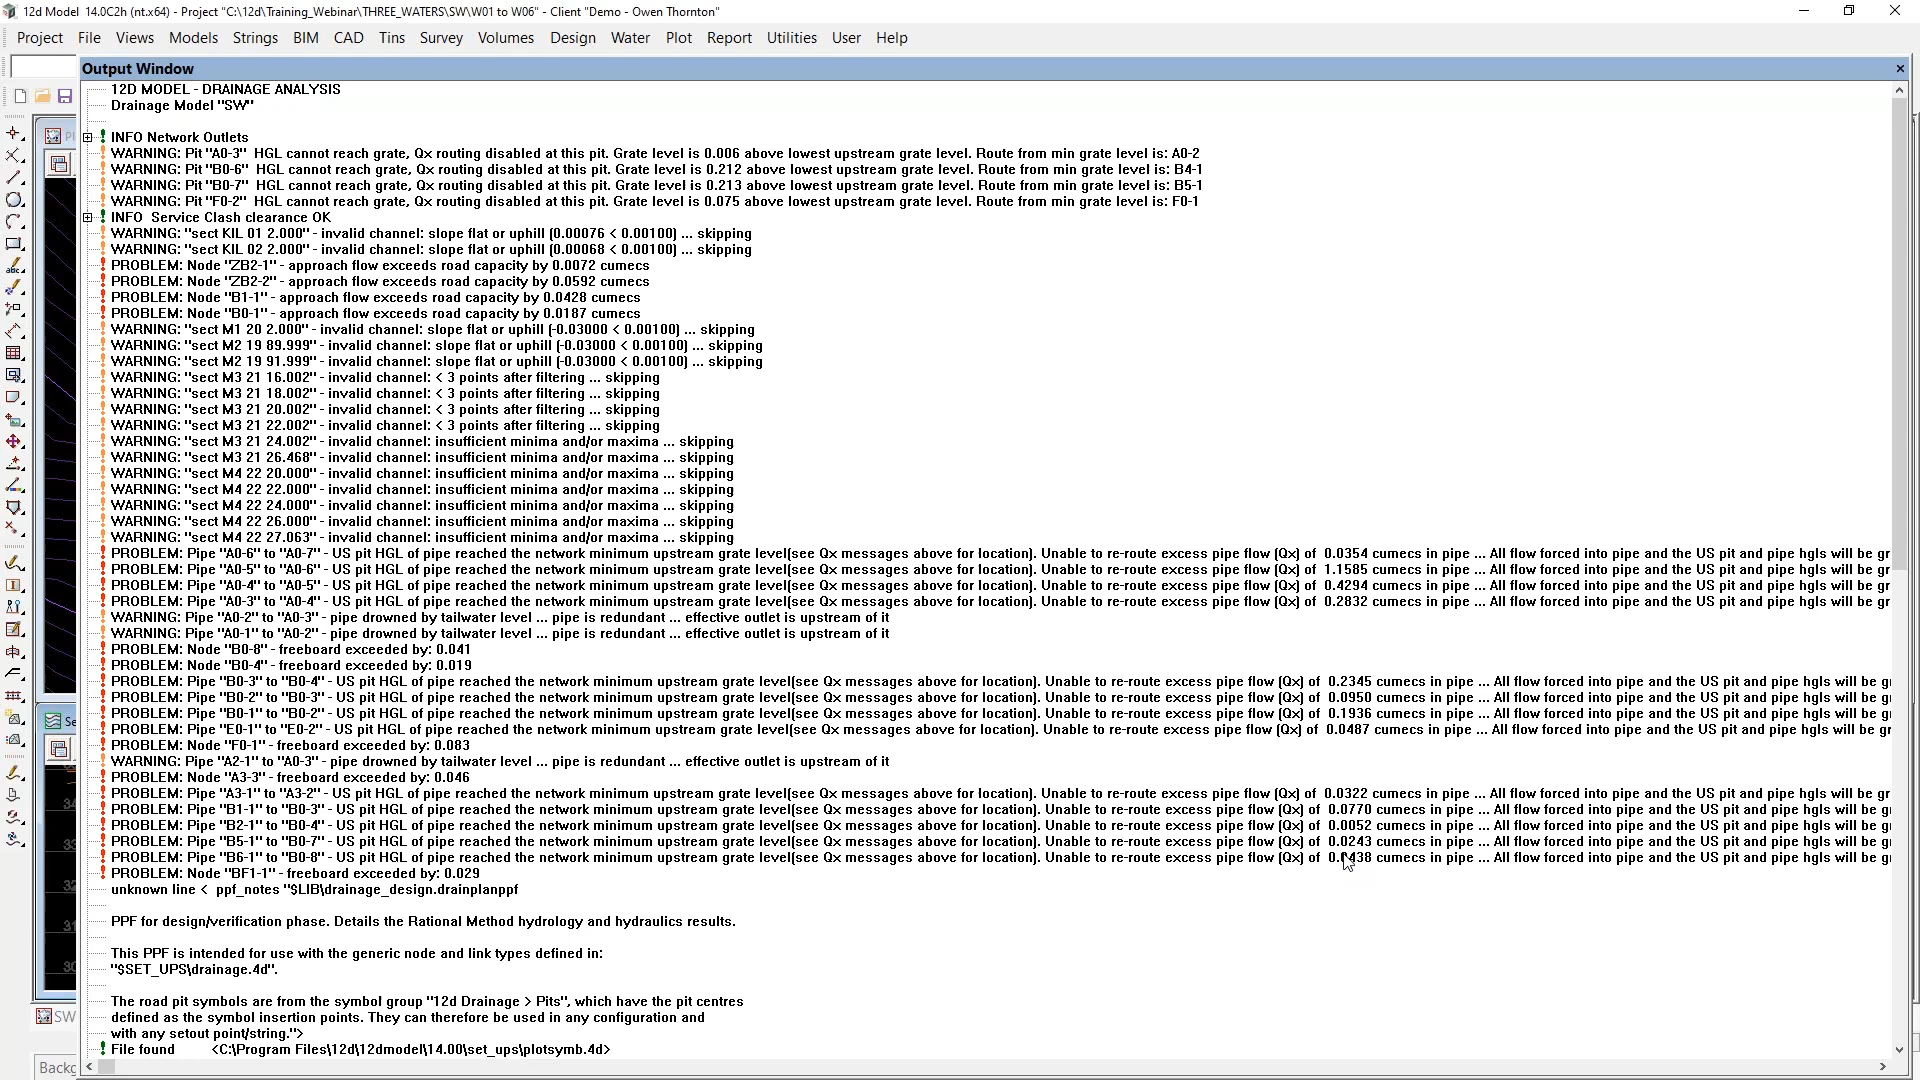 12d Model 14.0C2h (nt.x64) - Project "C:\12d\Training_Webinar\THREE_WATERS\SW\W01 to W06" - Client "Demo - Owen Thornton"
Project File Views Models Strings BIM CAD Tins Survey Volumes Design Water Plot Report Utilities User Help
Output Window
12D MODEL - DRAINAGE ANALYSIS
Drainage Model "SW"
INFO Network Outlets
WARNING: Pit "A0-3" HGL cannot reach grate, Qx routing disabled at this pit. Grate level is 0.006 above lowest upstream grate level. Route from min grate level is: A0-2
WARNING: Pit "B0-6" HGL cannot reach grate, Qx routing disabled at this pit. Grate level is 0.212 above lowest upstream grate level. Route from min grate level is: B4-1
WARNING: Pit "B0-7" HGL cannot reach grate, Qx routing disabled at this pit. Grate level is 0.213 above lowest upstream grate level. Route from min grate level is: B5-1
WARNING: Pit "F0-2" HGL cannot reach grate, Qx routing disabled at this pit. Grate level is 0.075 above lowest upstream grate level. Route from min grate level is: F0-1
INFO Service Clash clearance OK
WARNING: "sect KIL 01 2.000" - invalid channel: slope flat or uphill (0.00076 < 0.00100) ... skipping
WARNING: "sect KIL 02 2.000" - invalid channel: slope flat or uphill (0.00068 < 0.00100) ... skipping
PROBLEM: Node "ZB2-1" - approach flow exceeds road capacity by 0.0072 cumecs
PROBLEM: Node "ZB2-2" - approach flow exceeds road capacity by 0.0592 cumecs
PROBLEM: Node "B1-1" - approach flow exceeds road capacity by 0.0428 cumecs
PROBLEM: Node "B0-1" - approach flow exceeds road capacity by 0.0187 cumecs
WARNING: "sect M1 20 2.000" - invalid channel: slope flat or uphill (-0.03000 < 0.00100) ... skipping
WARNING: "sect M2 19 89.999" - invalid channel: slope flat or uphill (-0.03000 < 0.00100) ... skipping
WARNING: "sect M2 19 91.999" - invalid channel: slope flat or uphill (-0.03000 < 0.00100) ... skipping
WARNING: "sect M3 21 16.002" - invalid channel: < 3 points after filtering ... skipping
WARNING: "sect M3 21 18.002" - invalid channel: < 3 points after filtering ... skipping
WARNING: "sect M3 21 20.002" - invalid channel: < 3 points after filtering ... skipping
WARNING: "sect M3 21 22.002" - invalid channel: < 3 points after filtering ... skipping
WARNING: "sect M3 21 24.002" - invalid channel: insufficient minima and/or maxima ... skipping
WARNING: "sect M3 21 26.468" - invalid channel: insufficient minima and/or maxima ... skipping
WARNING: "sect M4 22 20.000" - invalid channel: insufficient minima and/or maxima ... skipping
WARNING: "sect M4 22 22.000" - invalid channel: insufficient minima and/or maxima ... skipping
WARNING: "sect M4 22 24.000" - invalid channel: insufficient minima and/or maxima ... skipping
WARNING: "sect M4 22 26.000" - invalid channel: insufficient minima and/or maxima ... skipping
WARNING: "sect M4 22 27.063" - invalid channel: insufficient minima and/or maxima ... skipping
PROBLEM: Pipe "A0-6" to "A0-7" - US pit HGL of pipe reached the network minimum upstream grate level(see Qx messages above for location). Unable to re-route excess pipe flow (Qx) of 0.0354 cumecs in pipe ... All flow forced into pipe and the US pit and pipe hgls will be gr
PROBLEM: Pipe "A0-5" to "A0-6" - US pit HGL of pipe reached the network minimum upstream grate level(see Qx messages above for location). Unable to re-route excess pipe flow (Qx) of 1.1585 cumecs in pipe ... All flow forced into pipe and the US pit and pipe hgls will be gr
PROBLEM: Pipe "A0-4" to "A0-5" - US pit HGL of pipe reached the network minimum upstream grate level(see Qx messages above for location). Unable to re-route excess pipe flow (Qx) of 0.4294 cumecs in pipe ... All flow forced into pipe and the US pit and pipe hgls will be gr
PROBLEM: Pipe "A0-3" to "A0-4" - US pit HGL of pipe reached the network minimum upstream grate level(see Qx messages above for location). Unable to re-route excess pipe flow (Qx) of 0.2832 cumecs in pipe ... All flow forced into pipe and the US pit and pipe hgls will be gr
WARNING: Pipe "A0-2" to "A0-3" - pipe drowned by tailwater level ... pipe is redundant ... effective outlet is upstream of it
WARNING: Pipe "A0-1" to "A0-2" - pipe drowned by tailwater level ... pipe is redundant ... effective outlet is upstream of it
PROBLEM: Node "B0-8" - freeboard exceeded by: 0.041
PROBLEM: Node "B0-4" - freeboard exceeded by: 0.019
PROBLEM: Pipe "B0-3" to "B0-4" - US pit HGL of pipe reached the network minimum upstream grate level(see Qx messages above for location). Unable to re-route excess pipe flow (Qx) of 0.2345 cumecs in pipe ... All flow forced into pipe and the US pit and pipe hgls will be gr
PROBLEM: Pipe "B0-2" to "B0-3" - US pit HGL of pipe reached the network minimum upstream grate level(see Qx messages above for location). Unable to re-route excess pipe flow (Qx) of 0.0950 cumecs in pipe ... All flow forced into pipe and the US pit and pipe hgls will be gr
PROBLEM: Pipe "B0-1" to "B0-2" - US pit HGL of pipe reached the network minimum upstream grate level(see Qx messages above for location). Unable to re-route excess pipe flow (Qx) of 0.1936 cumecs in pipe ... All flow forced into pipe and the US pit and pipe hgls will be gr
PROBLEM: Pipe "E0-1" to "E0-2" - US pit HGL of pipe reached the network minimum upstream grate level(see Qx messages above for location). Unable to re-route excess pipe flow (Qx) of 0.0487 cumecs in pipe ... All flow forced into pipe and the US pit and pipe hgls will be gr
PROBLEM: Node "F0-1" - freeboard exceeded by: 0.083
WARNING: Pipe "A2-1" to "A0-3" - pipe drowned by tailwater level ... pipe is redundant ... effective outlet is upstream of it
PROBLEM: Node "A3-3" - freeboard exceeded by: 0.046
PROBLEM: Pipe "A3-1" to "A3-2" - US pit HGL of pipe reached the network minimum upstream grate level(see Qx messages above for location). Unable to re-route excess pipe flow (Qx) of 0.0322 cumecs in pipe ... All flow forced into pipe and the US pit and pipe hgls will be gr
PROBLEM: Pipe "B1-1" to "B0-3" - US pit HGL of pipe reached the network minimum upstream grate level(see Qx messages above for location). Unable to re-route excess pipe flow (Qx) of 0.0770 cumecs in pipe ... All flow forced into pipe and the US pit and pipe hgls will be gr
PROBLEM: Pipe "B2-1" to "B0-4" - US pit HGL of pipe reached the network minimum upstream grate level(see Qx messages above for location). Unable to re-route excess pipe flow (Qx) of 0.0052 cumecs in pipe ... All flow forced into pipe and the US pit and pipe hgls will be gr
PROBLEM: Pipe "B5-1" to "B0-7" - US pit HGL of pipe reached the network minimum upstream grate level(see Qx messages above for location). Unable to re-route excess pipe flow (Qx) of 0.0243 cumecs in pipe ... All flow forced into pipe and the US pit and pipe hgls will be gr
PROBLEM: Pipe "B6-1" to "B0-8" - US pit HGL of pipe reached the network minimum upstream grate level(see Qx messages above for location). Unable to re-route excess pipe flow (Qx) of cumecs in pipe ... All flow forced into pipe and the US pit and pipe hgls will be gr
PROBLEM: Node "BF1-1" - freeboard exceeded by: 0.029
unknown line < ppf_notes "$LIB\drainage_design.drainplanppf
PPF for design/verification phase. Details the Rational Method hydrology and hydraulics results.
This PPF is intended for use with the generic node and link types defined in:
"$SET_UPS\drainage.4d".
The road pit symbols are from the symbol group "12d Drainage > Pits", which have the pit centres
defined as the symbol insertion points. They can therefore be used in any configuration and
with any setout point/string.">
File found <C:\Program Files\12d\12dmodel\14.00\set_ups\plotsymb.4d>
SW
Backg